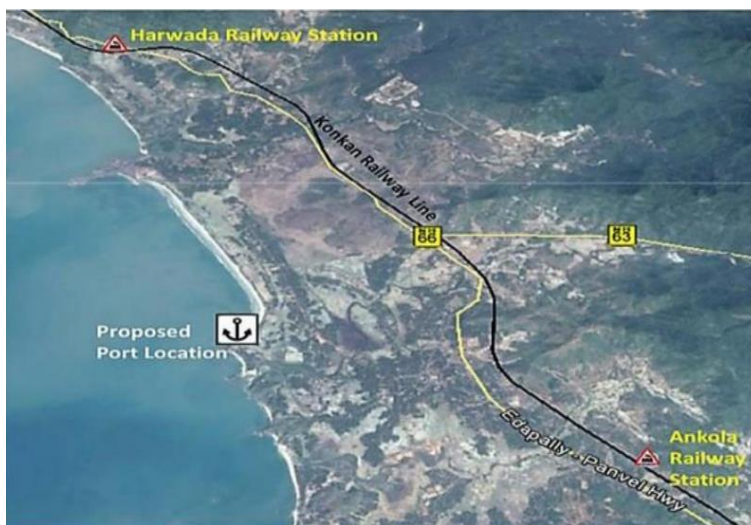 Harwada Railway Station
Konkan Railway Line
66
63
Proposed
Port Location
Edapally - Panvel Hwy
Ankola
Railway
Station